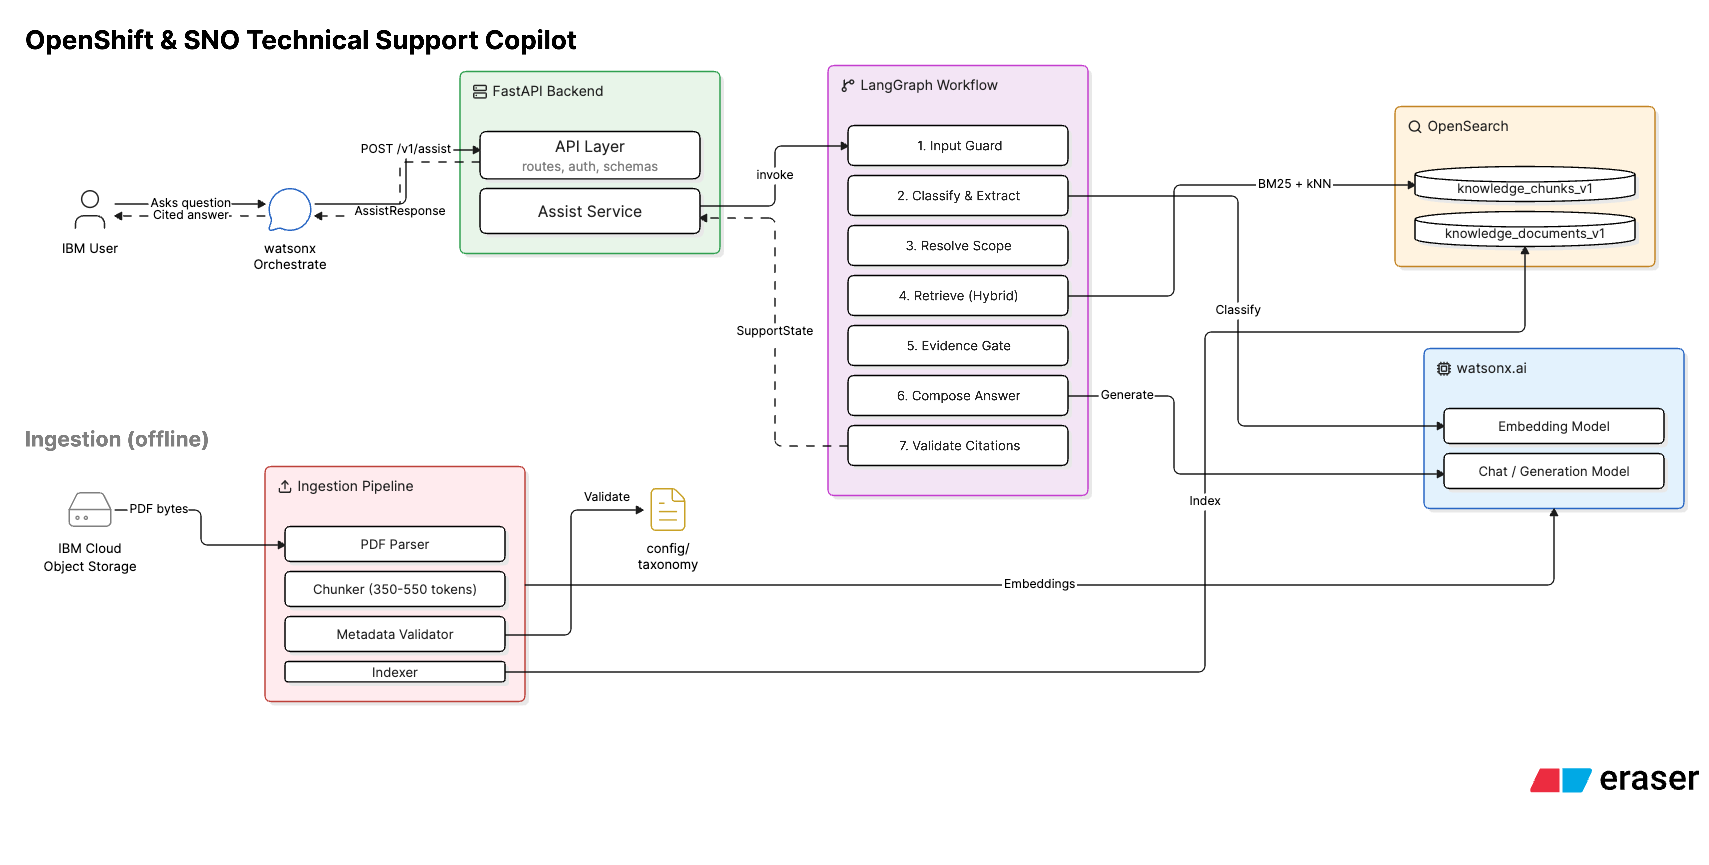 OpenShift & SNO Technical Support Copilot
FastAPI Backend
API Layer
routes, auth, schemas
Assist Service
POST /v1/assist
AssistResponse
Asks question
Cited answer
IBM User
watsonx
Orchestrate
invoke
SupportState
LangGraph Workflow
1. Input Guard
2. Classify & Extract
3. Resolve Scope
4. Retrieve (Hybrid)
5. Evidence Gate
6. Compose Answer
7. Validate Citations
BM25 + kNN
Classify
Generate
Index
OpenSearch
knowledge_chunks_v1
knowledge_documents_v1
watsonx.ai
Embedding Model
Chat / Generation Model
Ingestion (offline)
IBM Cloud
Object Storage
PDF bytes
Ingestion Pipeline
PDF Parser
Chunker (350-550 tokens)
Metadata Validator
Indexer
Validate
config/
taxonomy
Embeddings
eraser